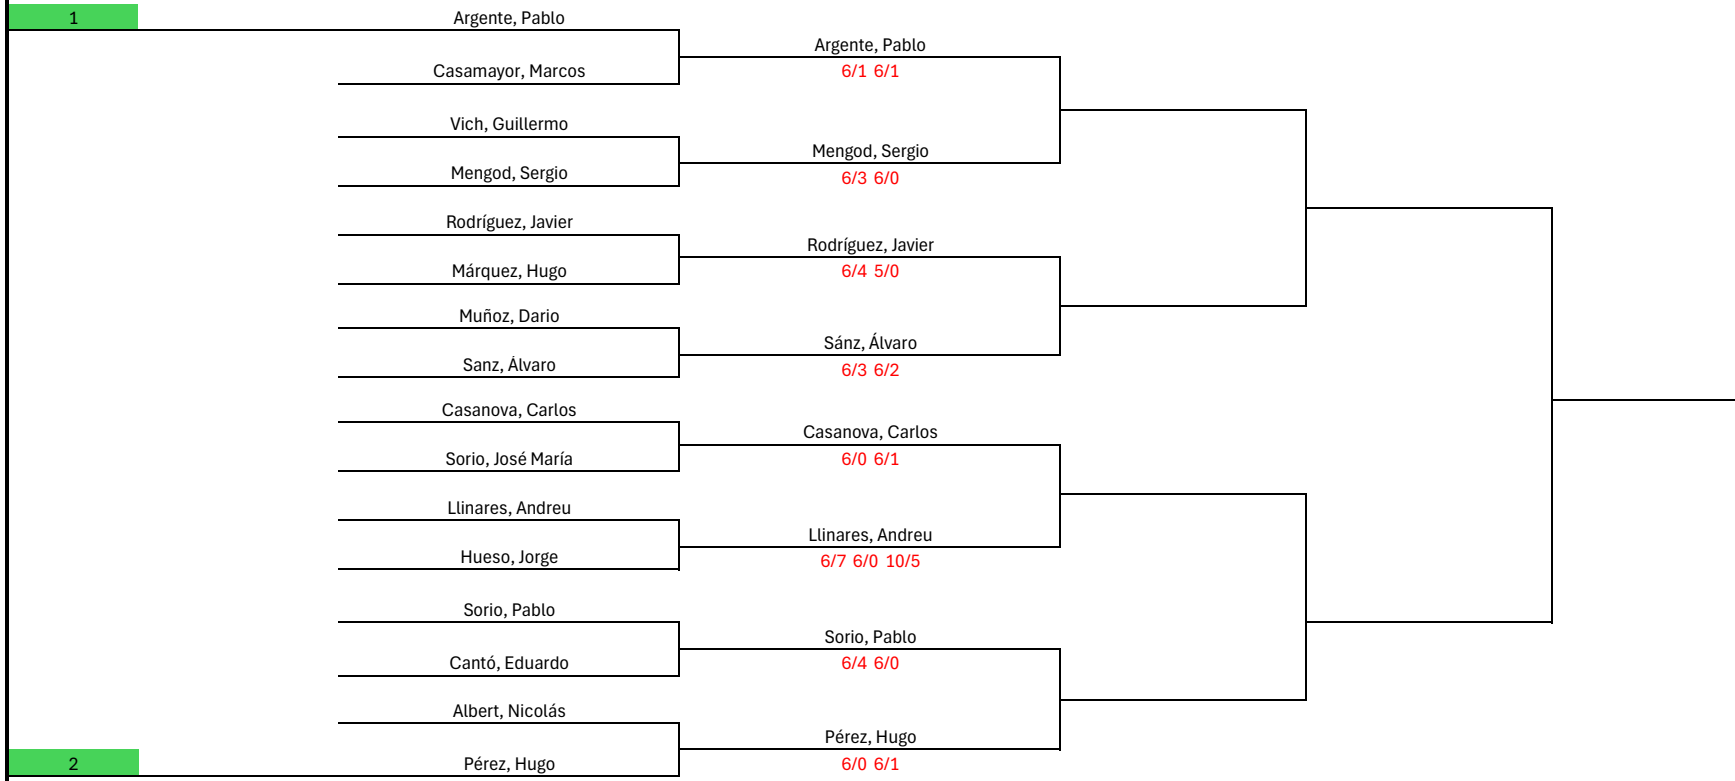 1
Argente, Pablo
Argente, Pablo
Casamayor, Marcos
6/1 6/1
Vich, Guillermo
Mengod, Sergio
Mengod, Sergio
6/3 6/0
Rodríguez, Javier
Rodríguez, Javier
Márquez, Hugo
6/4 5/0
Muñoz, Dario
Sánz, Álvaro
Sanz, Álvaro
6/3 6/2
Casanova, Carlos
Casanova, Carlos
Sorio, José María
6/0 6/1
Llinares, Andreu
Llinares, Andreu
Hueso, Jorge
6/7 6/0 10/5
Sorio, Pablo
Sorio, Pablo
Cantó, Eduardo
6/4 6/0
Albert, Nicolás
Pérez, Hugo
2
Pérez, Hugo
6/0 6/1